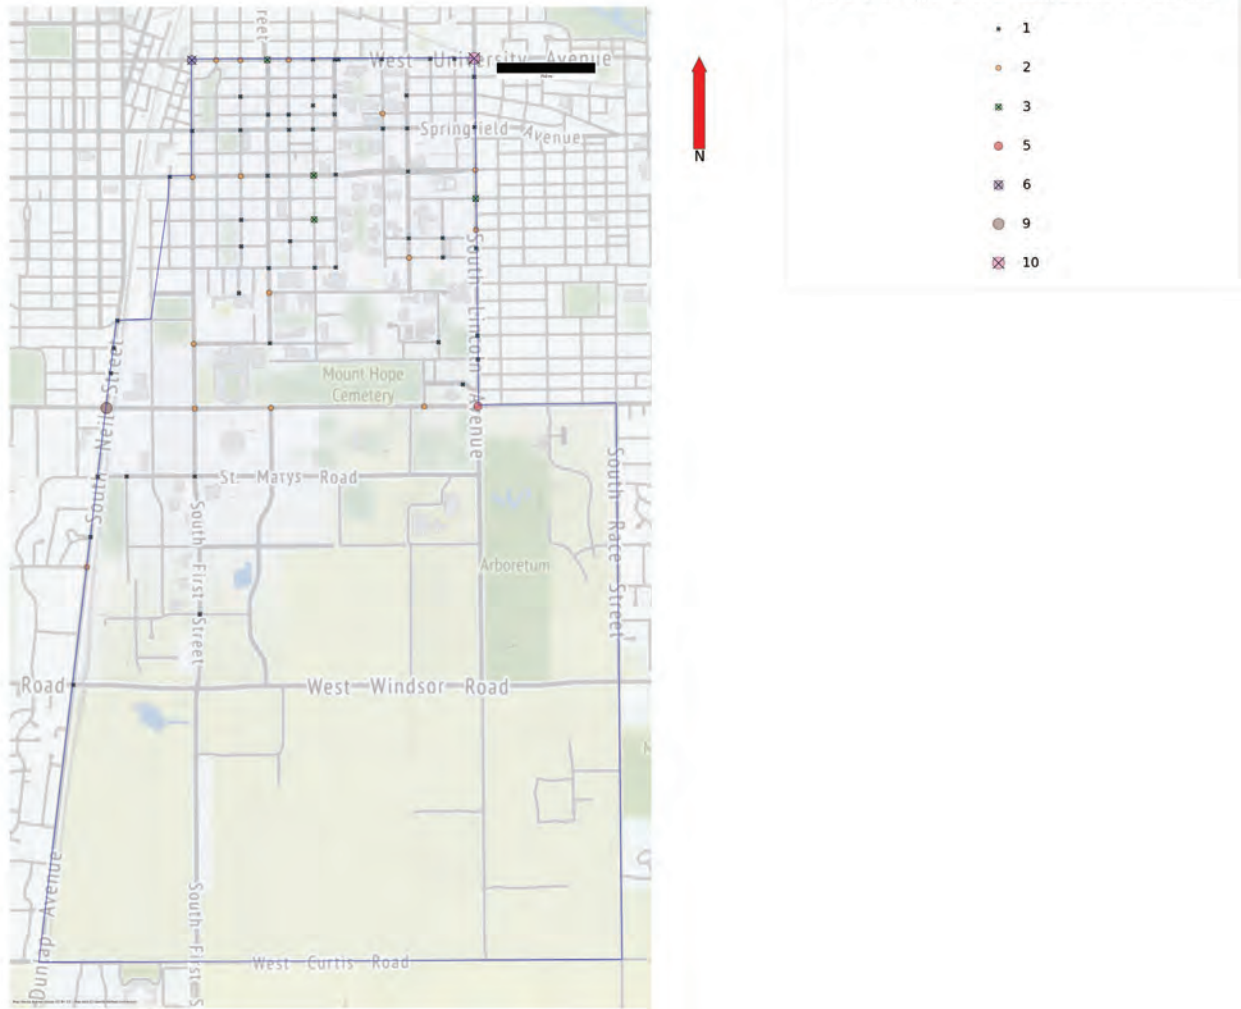 reet
West University Avenue
Springfield Avenue
South Lincoln Avenue
South Neil Street
Mount Hope
Cemetery
St. Marys Road
South First Street
South Race Street
Arboretum
Road
West Windsor Road
Dunlap Avenue
South First S
West Curtis Road
N
1
2
3
5
6
9
10